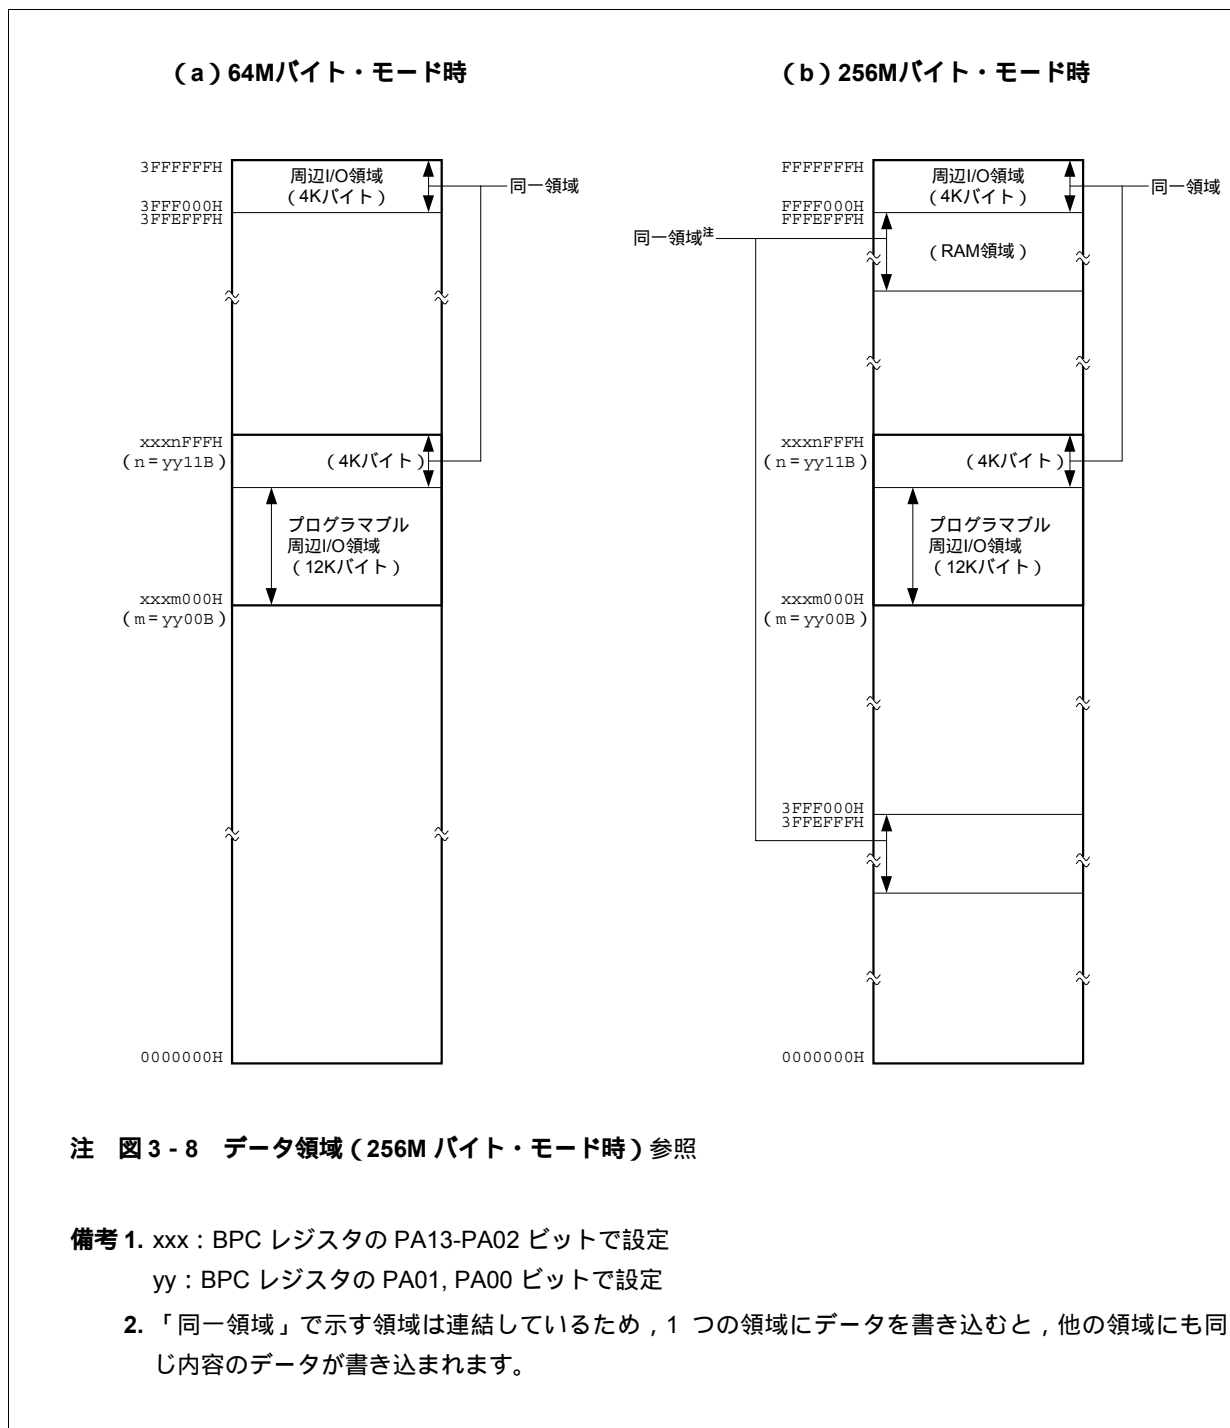 （a）64Mバイト・モード時
3FFFFFFH
周辺I/O領域
（4Kバイト）
同一領域
3FFF000H
3FFEFFFH
xxxnFFFH
（n＝yy11B）
（4Kバイト）
プログラマブル
周辺I/O領域
（12Kバイト）
xxxm000H
（m＝yy00B）
0000000H
（b）256Mバイト・モード時
FFFFFFFH
周辺I/O領域
（4Kバイト）
同一領域
FFFF000H
FFFEFFFH
同一領域注
（RAM領域）
xxxnFFFH
（n＝yy11B）
（4Kバイト）
プログラマブル
周辺I/O領域
（12Kバイト）
xxxm000H
（m＝yy00B）
3FFF000H
3FFEFFFH
0000000H
注　図3 - 8　データ領域（256M バイト・モード時）参照
備考1. xxx：BPC レジスタの PA13-PA02 ビットで設定
yy：BPC レジスタの PA01, PA00 ビットで設定
2. 「同一領域」で示す領域は連結しているため，1 つの領域にデータを書き込むと，他の領域にも同
じ内容のデータが書き込まれます。